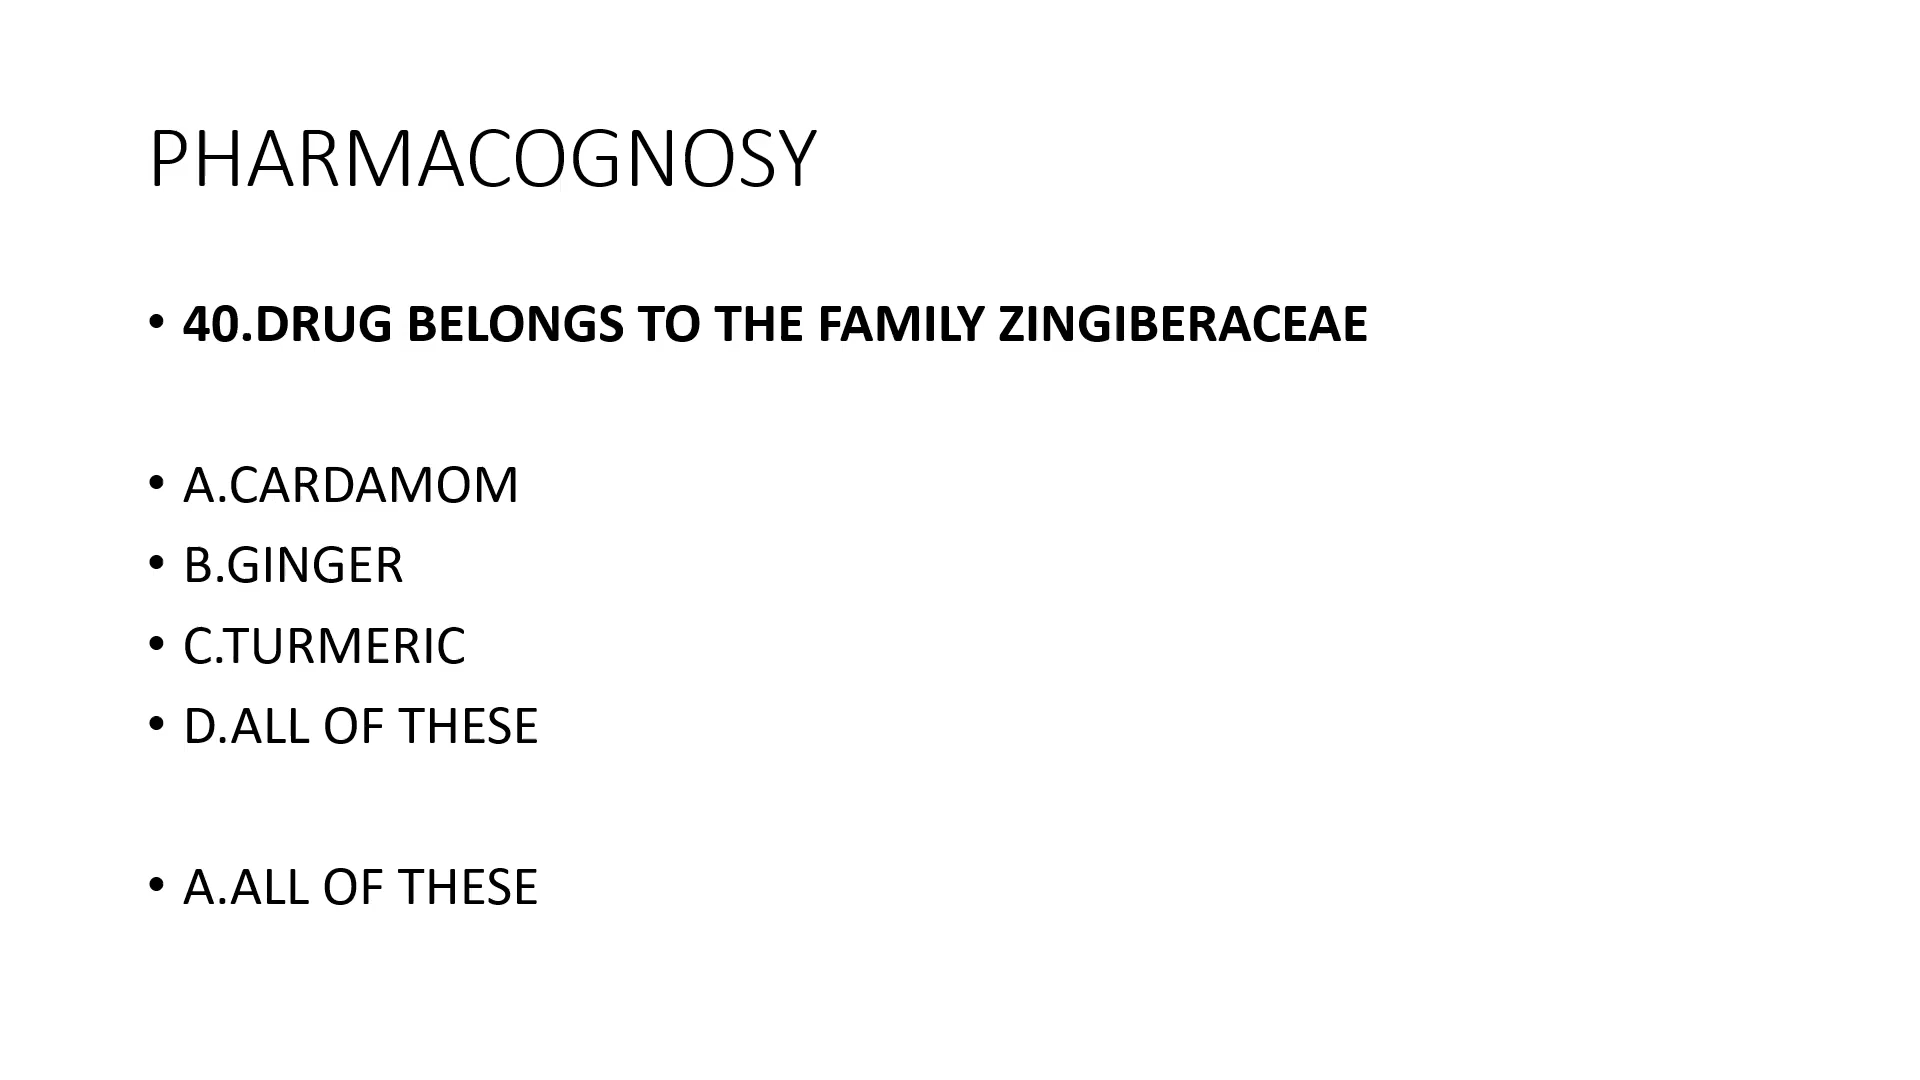 PHARMACOGNOSY
• 40.DRUG BELONGS TO THE FAMILY ZINGIBERACEAE
• A.CARDAMOM
• B.GINGER
• C.TURMERIC
• D.ALL OF THESE
• A.ALL OF THESE